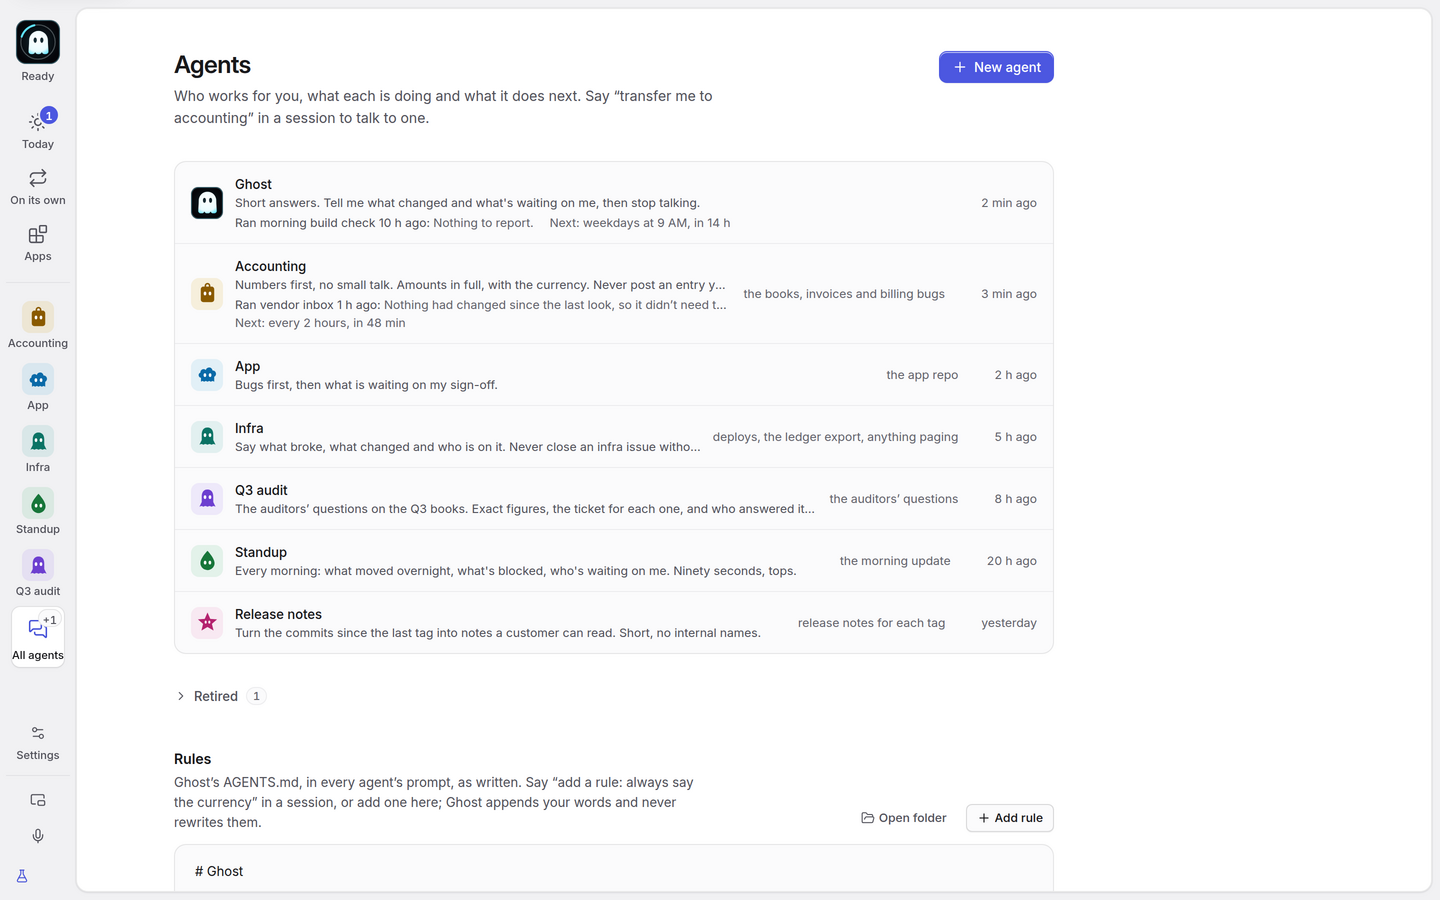 Ready
1
Today
On its own
Apps
Accounting
App
Infra
Standup
Q3 audit
+1
All agents
Settings
Agents
New agent
Who works for you, what each is doing and what it does next. Say “transfer me to
accounting” in a session to talk to one.
Ghost
Short answers. Tell me what changed and what's waiting on me, then stop talking.
2 min ago
Ran morning build check 10 h ago: Nothing to report. Next: weekdays at 9 AM, in 14 h
Accounting
Numbers first, no small talk. Amounts in full, with the currency. Never post an entry y...
the books, invoices and billing bugs
3 min ago
Ran vendor inbox 1 h ago: Nothing had changed since the last look, so it didn’t need t...
Next: every 2 hours, in 48 min
App
Bugs first, then what is waiting on my sign-off.
the app repo
2 h ago
Infra
Say what broke, what changed and who is on it. Never close an infra issue witho...
deploys, the ledger export, anything paging
5 h ago
Q3 audit
The auditors’ questions on the Q3 books. Exact figures, the ticket for each one, and who answered it...
the auditors’ questions
8 h ago
Standup
Every morning: what moved overnight, what's blocked, who's waiting on me. Ninety seconds, tops.
the morning update
20 h ago
Release notes
Turn the commits since the last tag into notes a customer can read. Short, no internal names.
release notes for each tag
yesterday
Retired 1
Rules
Ghost’s AGENTS.md, in every agent’s prompt, as written. Say “add a rule: always say
the currency” in a session, or add one here; Ghost appends your words and never
rewrites them.
Open folder
Add rule
# Ghost